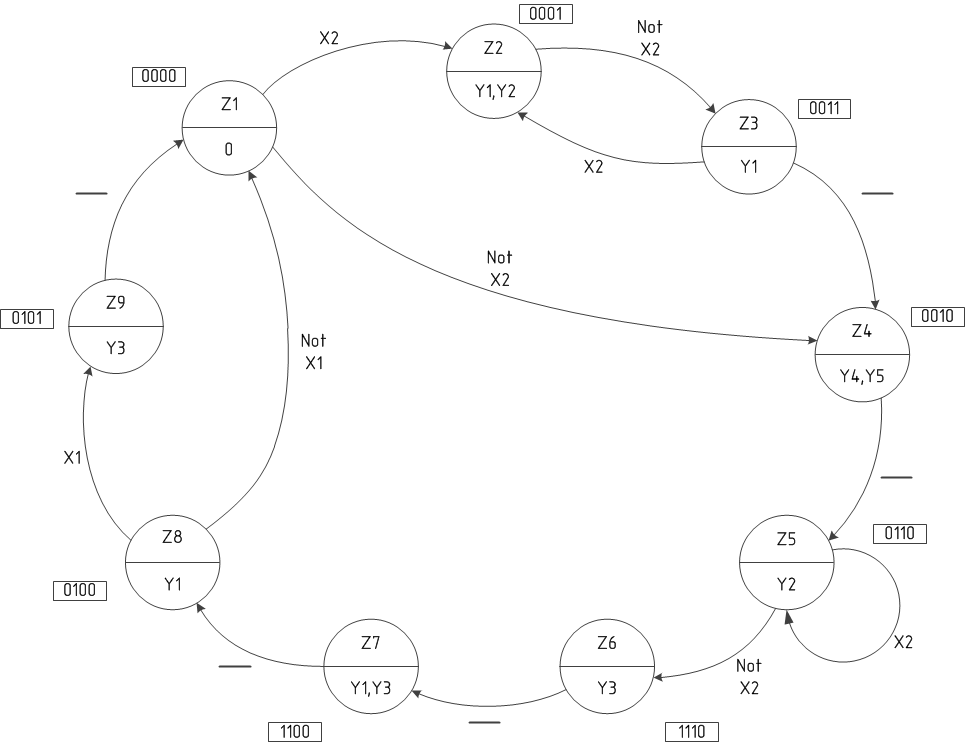 0001
X2
Z2
Y1,Y2
Not
X2
0000
Z1
0
0011
Z3
Y1
X2
Not
X2
0101
Z9
Y3
0010
Z4
Y4,Y5
Not
X1
X1
0110
Z5
Y2
X2
Z8
Y1
0100
Z7
Y1,Y3
1100
Z6
Y3
1110
Not
X2